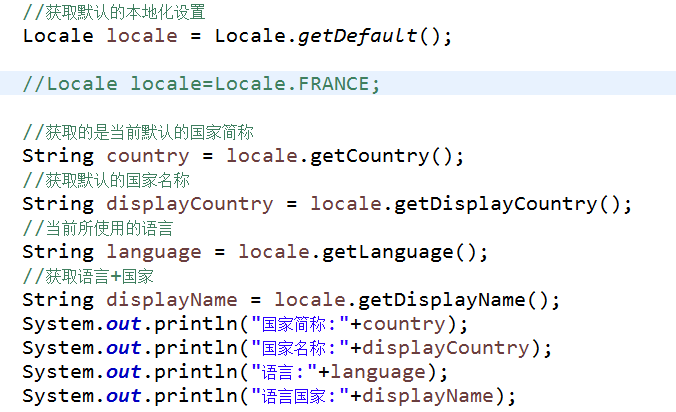 //获取默认的本地化设置
Locale locale = Locale.getDefault();
//Locale locale=Locale.FRANCE;
//获取的是当前默认的国家简称
String country = locale.getCountry();
//获取默认的国家名称
String displayCountry = locale.getDisplayCountry();
//当前所使用的语言
String language = locale.getLanguage();
//获取语言+国家
String displayName = locale.getDisplayName();
System.out.println("国家简称:"+country);
System.out.println("国家名称:"+displayCountry);
System.out.println("语言:"+language);
System.out.println("语言国家:"+displayName);